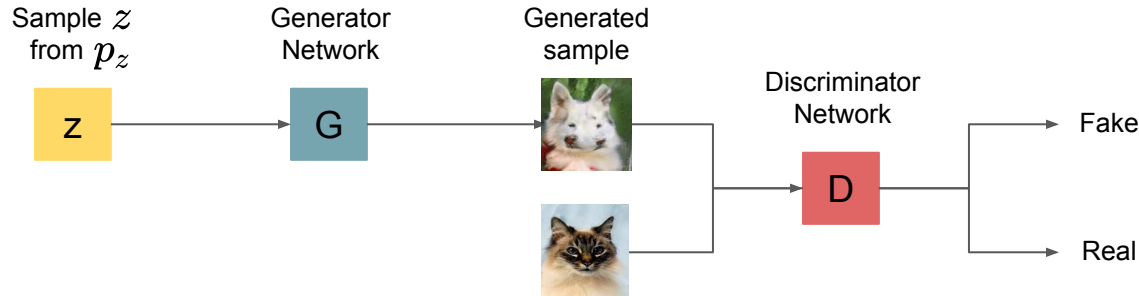 Sample z
from p_z
Generator
Network
Generated
sample
Discriminator
Network
z
G
D
Fake
Real